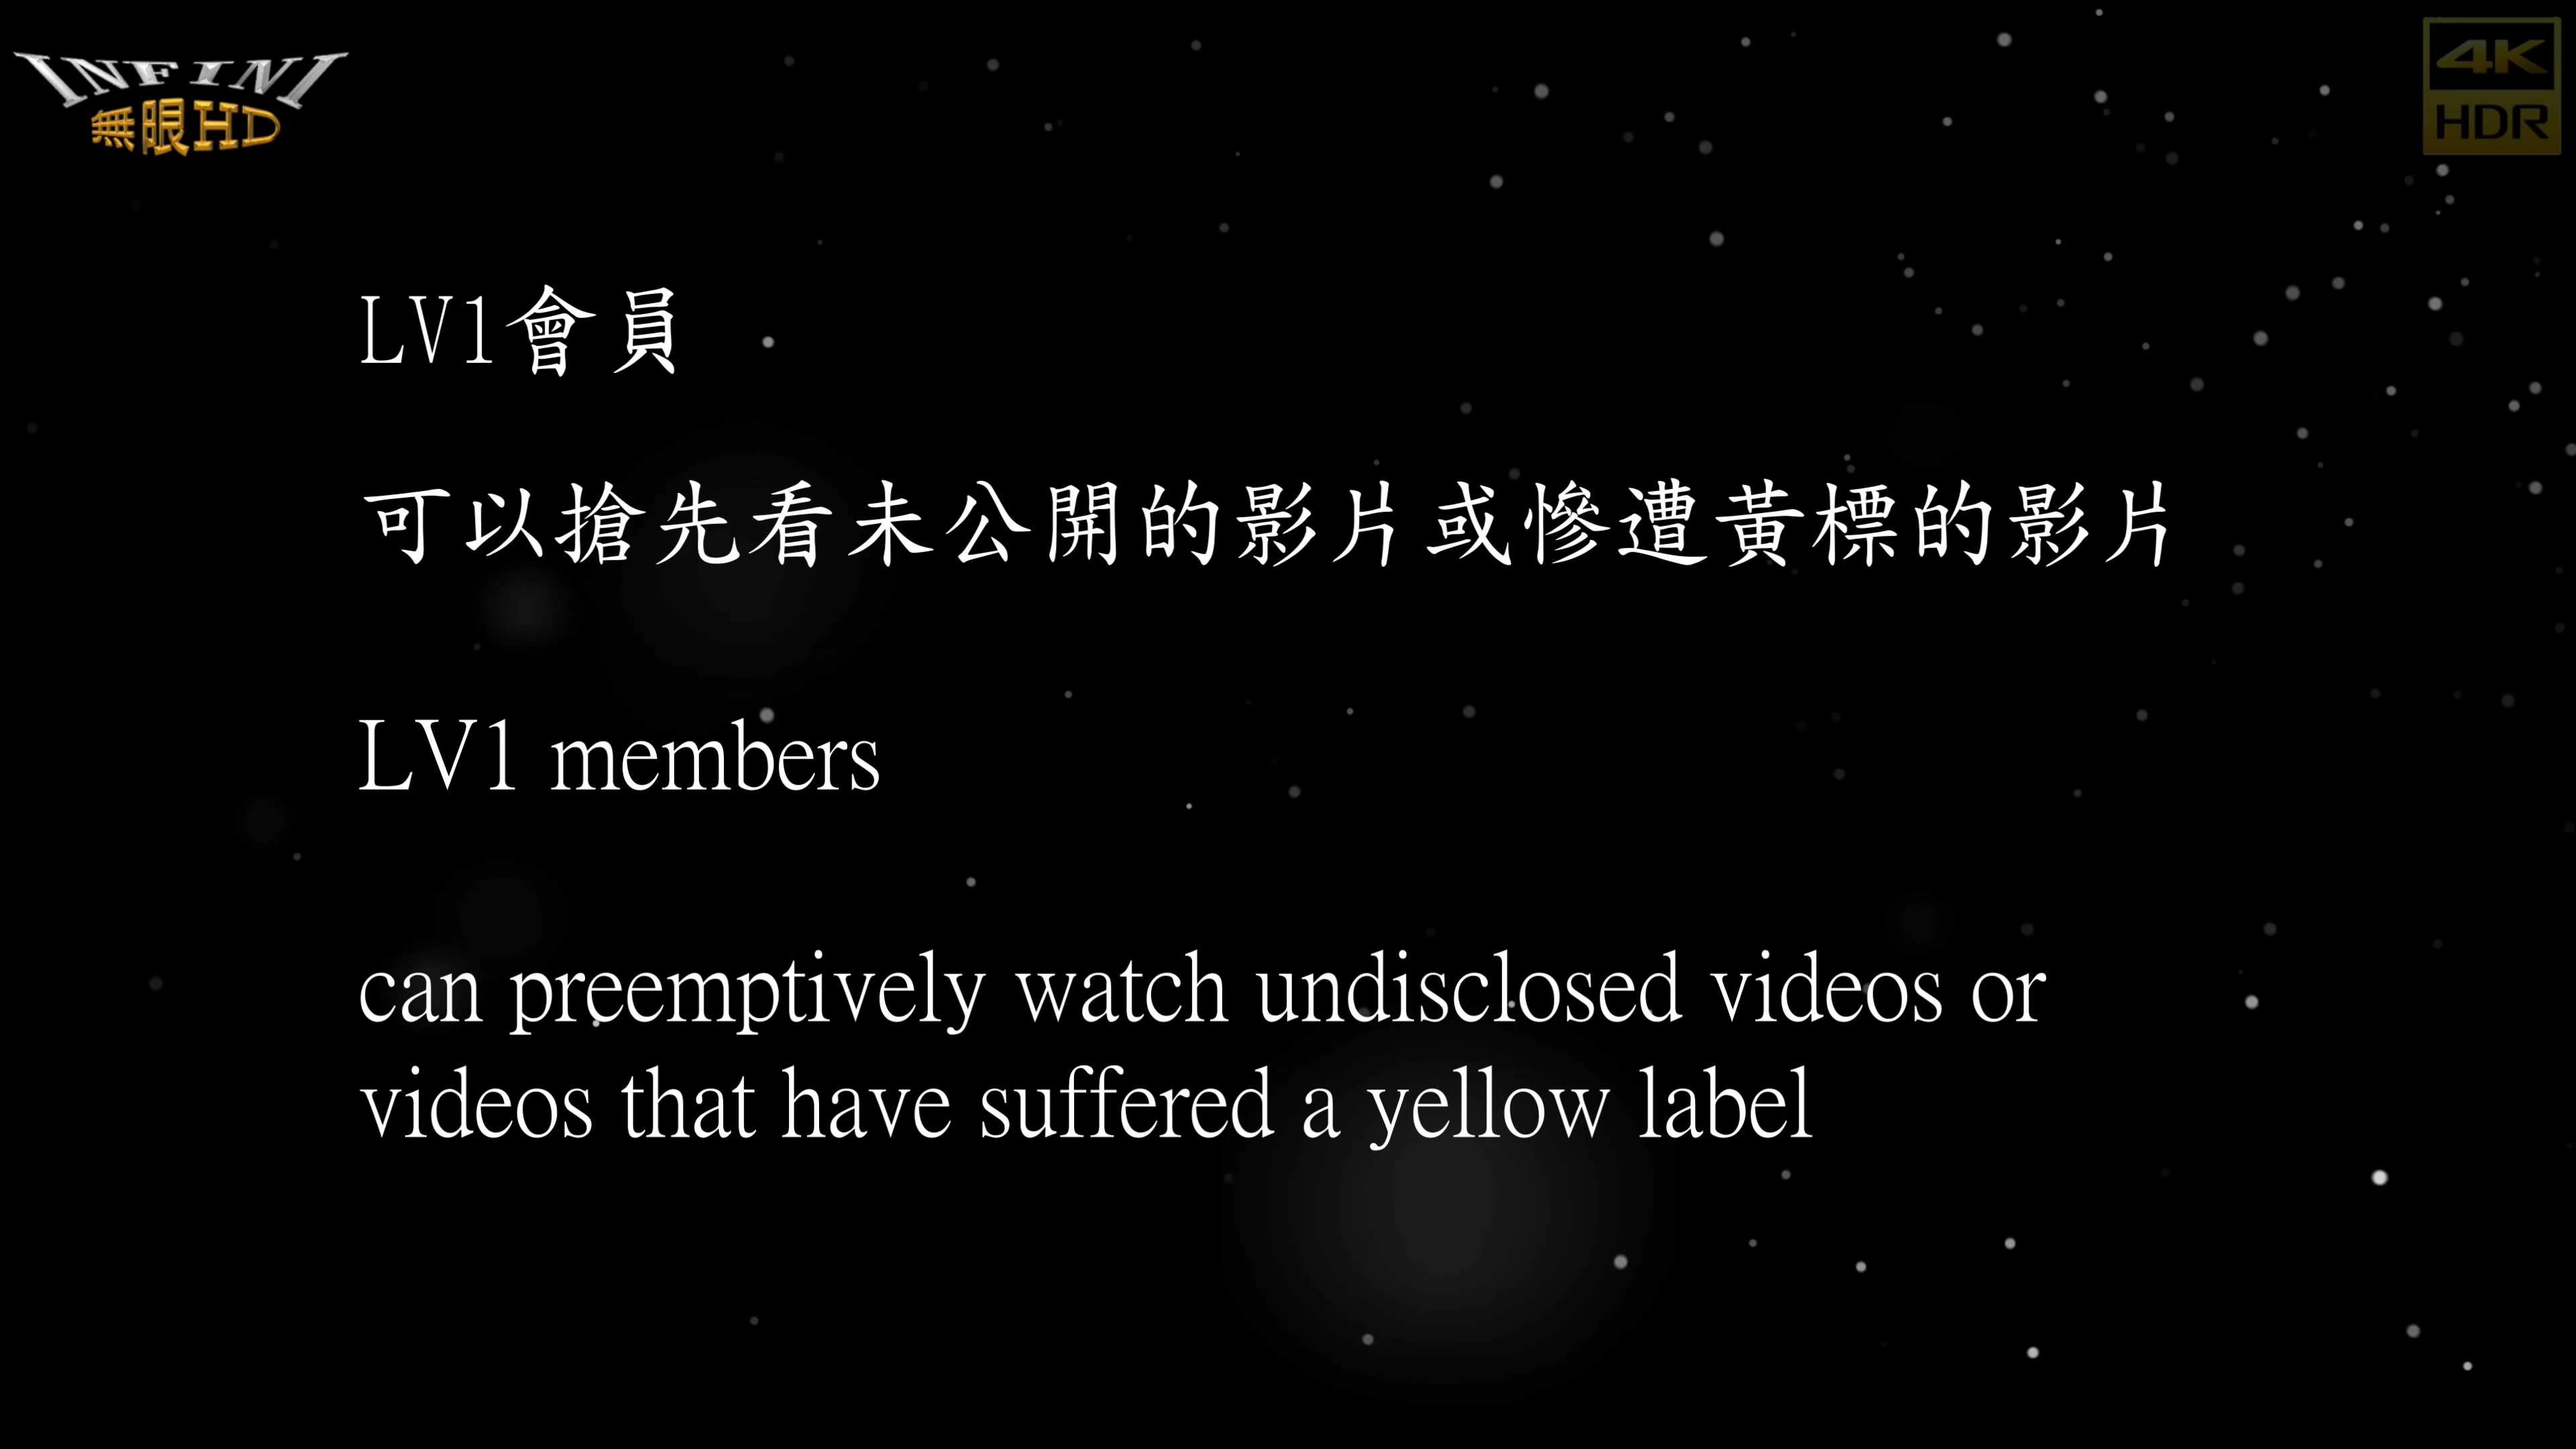 INFINI
無限HD
4K
HDR
LV1會員
可以搶先看未公開的影片或慘遭黃標的影片
LV1 members
can preemptively watch undisclosed videos or
videos that have suffered a yellow label